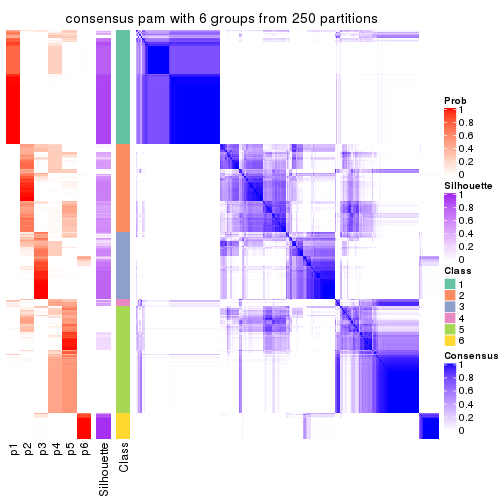 consensus pam with 6 groups from 250 partitions
Prob
1
0.8
0.6
0.4
0.2
0
Silhouette
1
0.8
0.6
0.4
0.2
0
Class
1
2
3
4
5
6
Consensus
1
0.8
0.6
0.4
0.2
0
p1
p2
p3
p4
p5
p6
Silhouette
Class